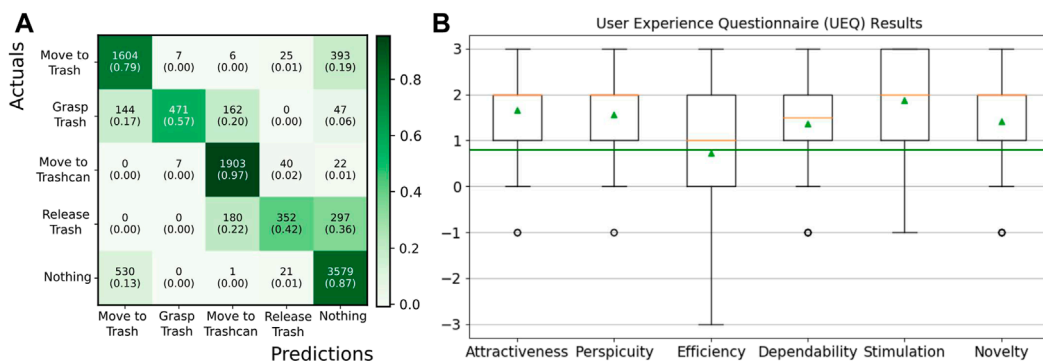 A
Actuals
Move to
Trash
1604
(0.79)
7
(0.00)
6
(0.00)
25
(0.01)
393
(0.19)
Grasp
Trash
144
(0.17)
471
(0.57)
162
(0.20)
0
(0.00)
47
(0.06)
Move to
Trashcan
0
(0.00)
7
(0.00)
1903
(0.97)
40
(0.02)
22
(0.01)
Release
Trash
0
(0.00)
0
(0.00)
180
(0.22)
352
(0.42)
297
(0.36)
Nothing
530
(0.13)
0
(0.00)
1
(0.00)
21
(0.01)
3579
(0.87)
Move to
Trash
Grasp
Trash
Move to
Trashcan
Release
Trash
Nothing
Predictions
0.8
0.6
0.4
0.2
0.0
B
User Experience Questionnaire (UEQ) Results
3
2
1
0
−1
−2
−3
Attractiveness
Perspicuity
Efficiency
Dependability
Stimulation
Novelty